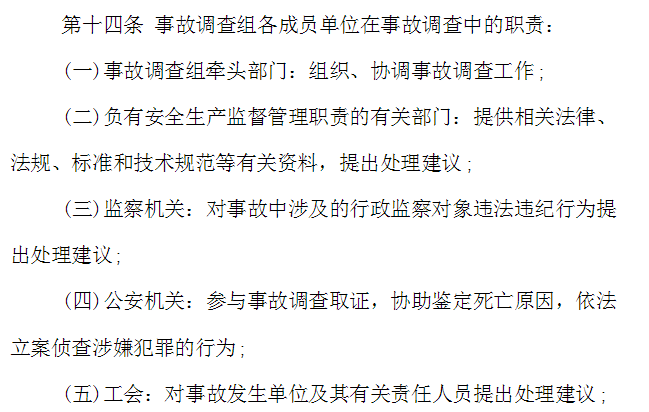 第十四条 事故调查组各成员单位在事故调查中的职责：
(一)事故调查组牵头部门：组织、协调事故调查工作;
(二)负有安全生产监督管理职责的有关部门：提供相关法律、
法规、标准和技术规范等有关资料，提出处理建议;
(三)监察机关：对事故中涉及的行政监察对象违法违纪行为提
出处理建议;
(四)公安机关：参与事故调查取证，协助鉴定死亡原因，依法
立案侦查涉嫌犯罪的行为;
(五)工会：对事故发生单位及其有关责任人员提出处理建议;